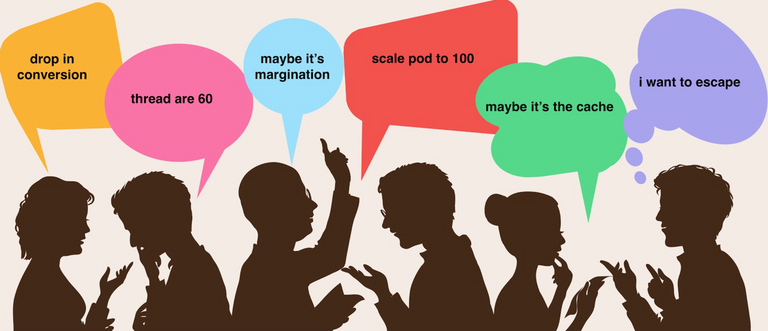 drop in
conversion
thread are 60
maybe it's
margination
scale pod to 100
maybe it's the cache
i want to escape